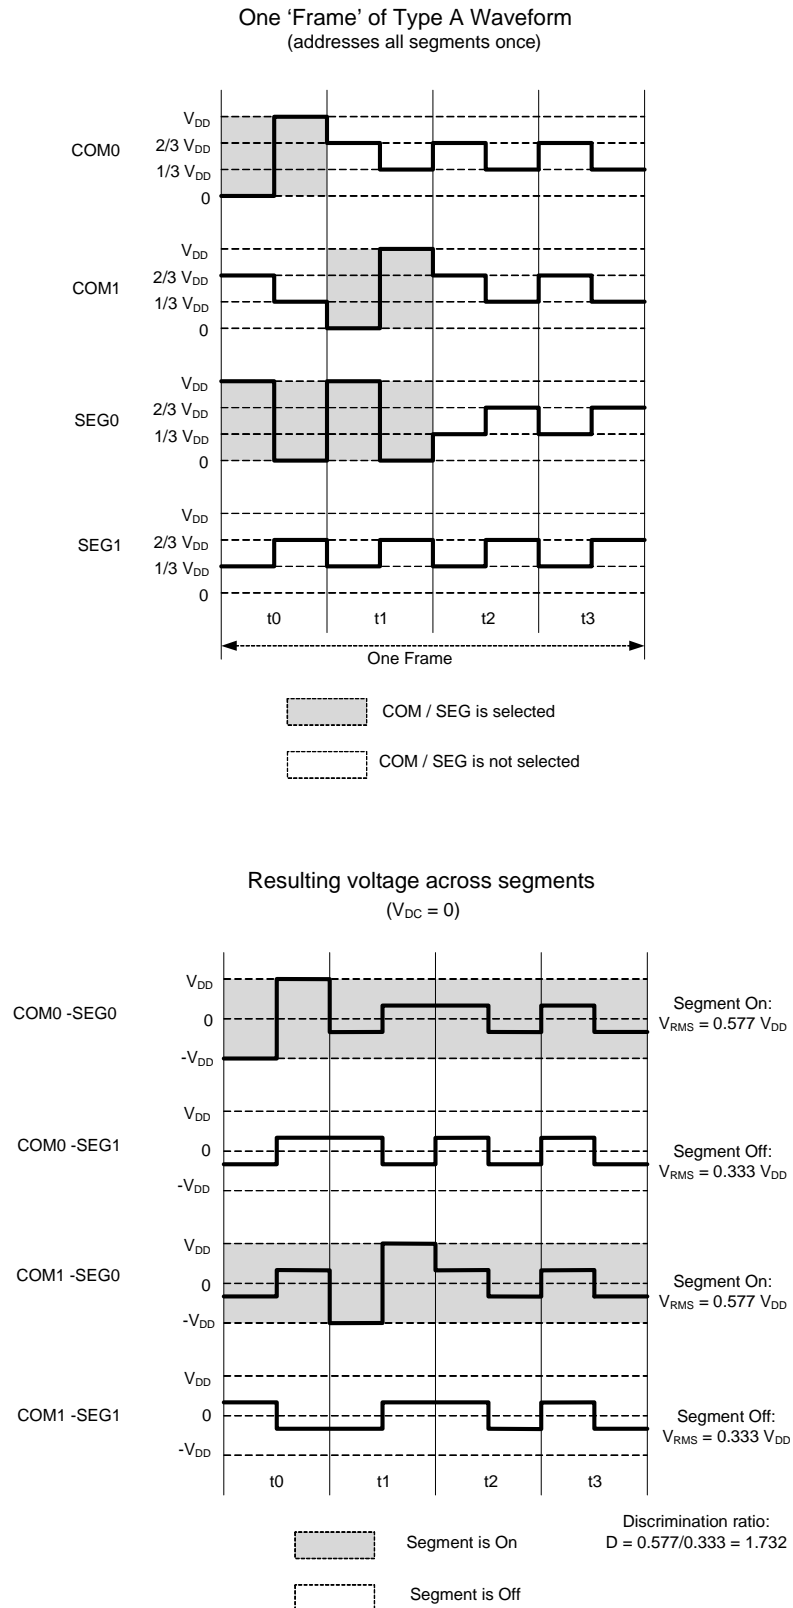 One ‘Frame’ of Type A Waveform
(addresses all segments once)
COM0
VDD
2/3 VDD
1/3 VDD
0
COM1
VDD
2/3 VDD
1/3 VDD
0
SEG0
VDD
2/3 VDD
1/3 VDD
0
SEG1
VDD
2/3 VDD
1/3 VDD
0
t0 t1 t2 t3
One Frame
COM / SEG is selected
COM / SEG is not selected
Resulting voltage across segments
(VDC = 0)
COM0 -SEG0
VDD
0
-VDD
Segment On:
VRMS = 0.577 VDD
COM0 -SEG1
VDD
0
-VDD
Segment Off:
VRMS = 0.333 VDD
COM1 -SEG0
VDD
0
-VDD
Segment On:
VRMS = 0.577 VDD
COM1 -SEG1
VDD
0
-VDD
Segment Off:
VRMS = 0.333 VDD
t0 t1 t2 t3
Segment is On
Discrimination ratio:
D = 0.577/0.333 = 1.732
Segment is Off